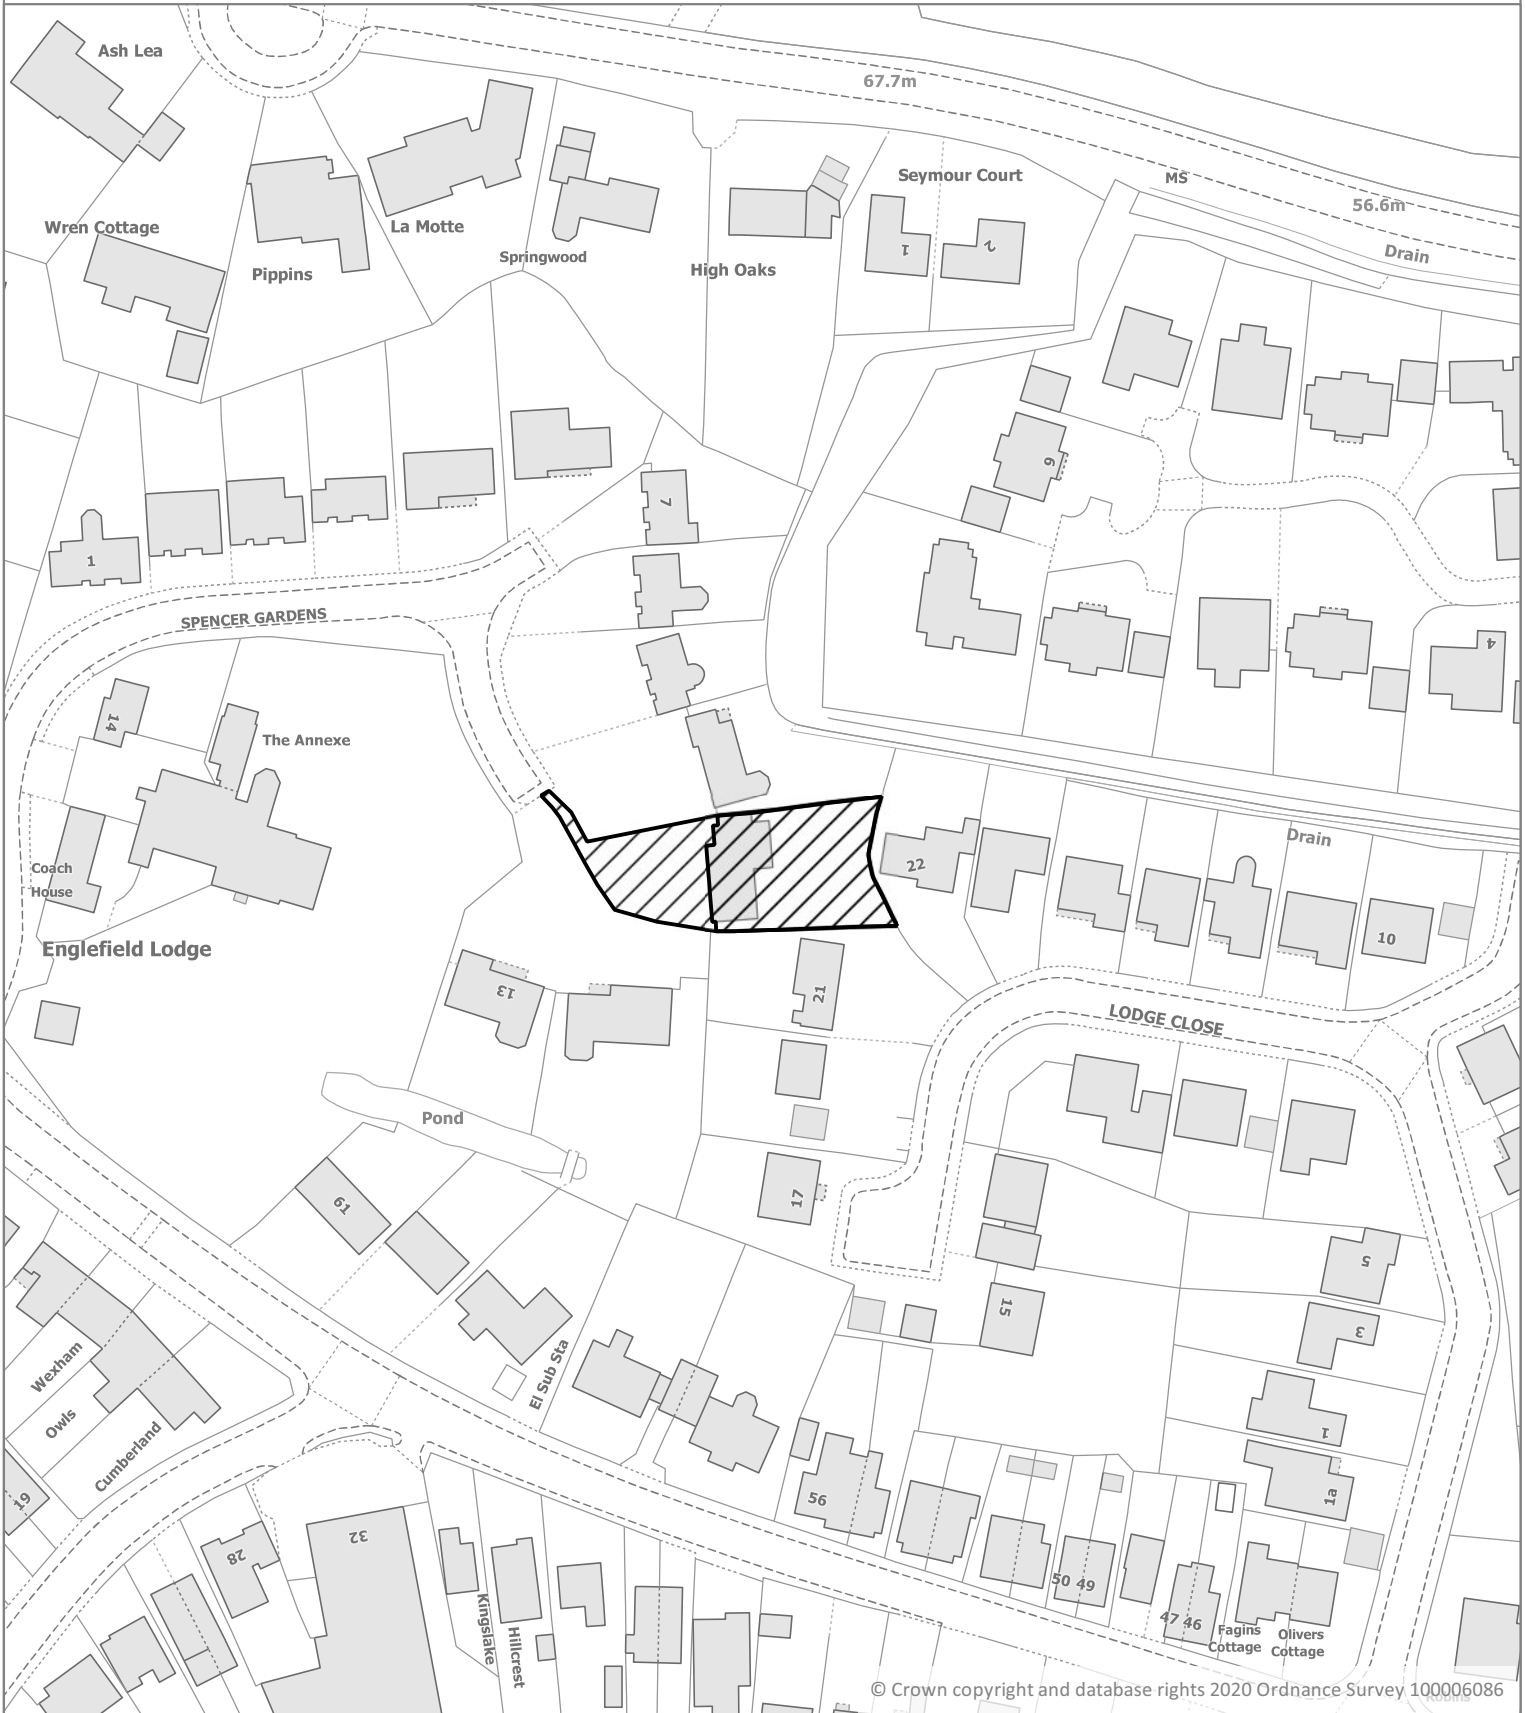 Ash Lea
67.7m
Seymour Court
MS
56.6m
Wren Cottage
La Motte
Springwood
High Oaks
Pippins
1
2
Drain
6
7
1
SPENCER GARDENS
4
14
The Annexe
Drain
22
Coach
House
10
Englefield Lodge
13
21
LODGE CLOSE
Pond
17
61
5
15
3
El Sub Sta
Wexham
Owls
Cumberland
1
19
56
1a
32
28
50 49
47 46
Kingslake
Hillcrest
Fagins
Cottage
Olivers
Cottage
© Crown copyright and database rights 2020 Ordnance Survey 100006086